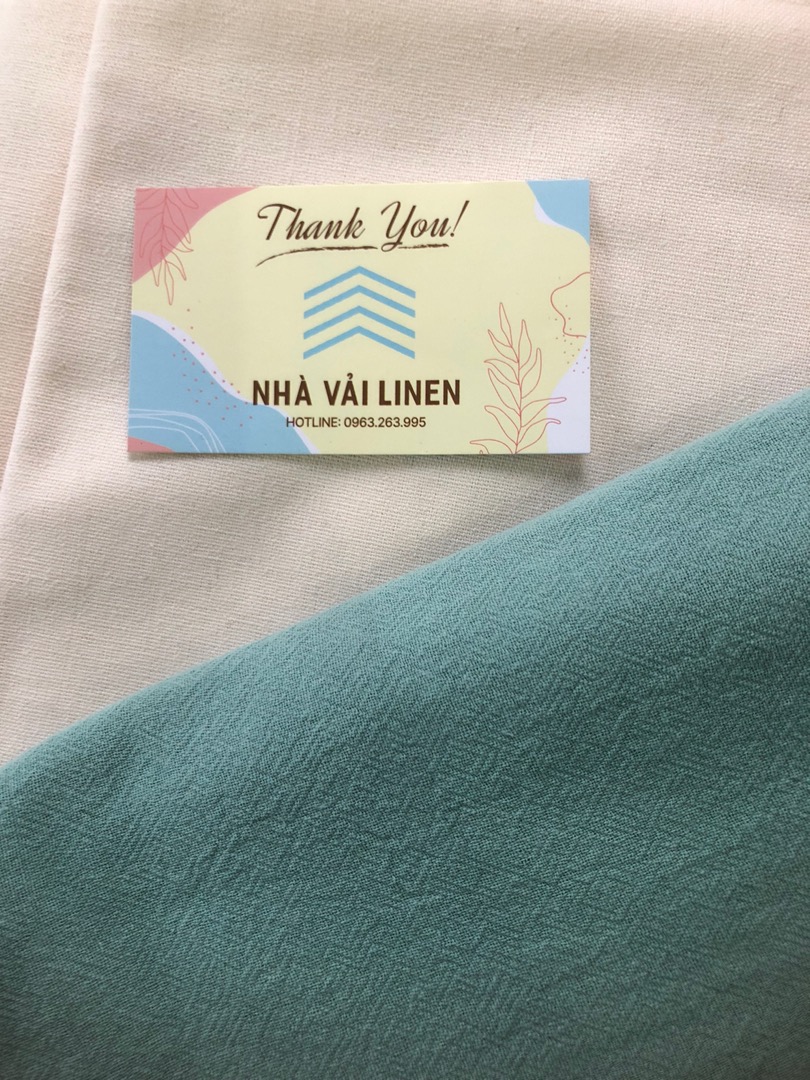 Thank You!
NHÀ VẢI LINEN
HOTLINE: 0963.263.995